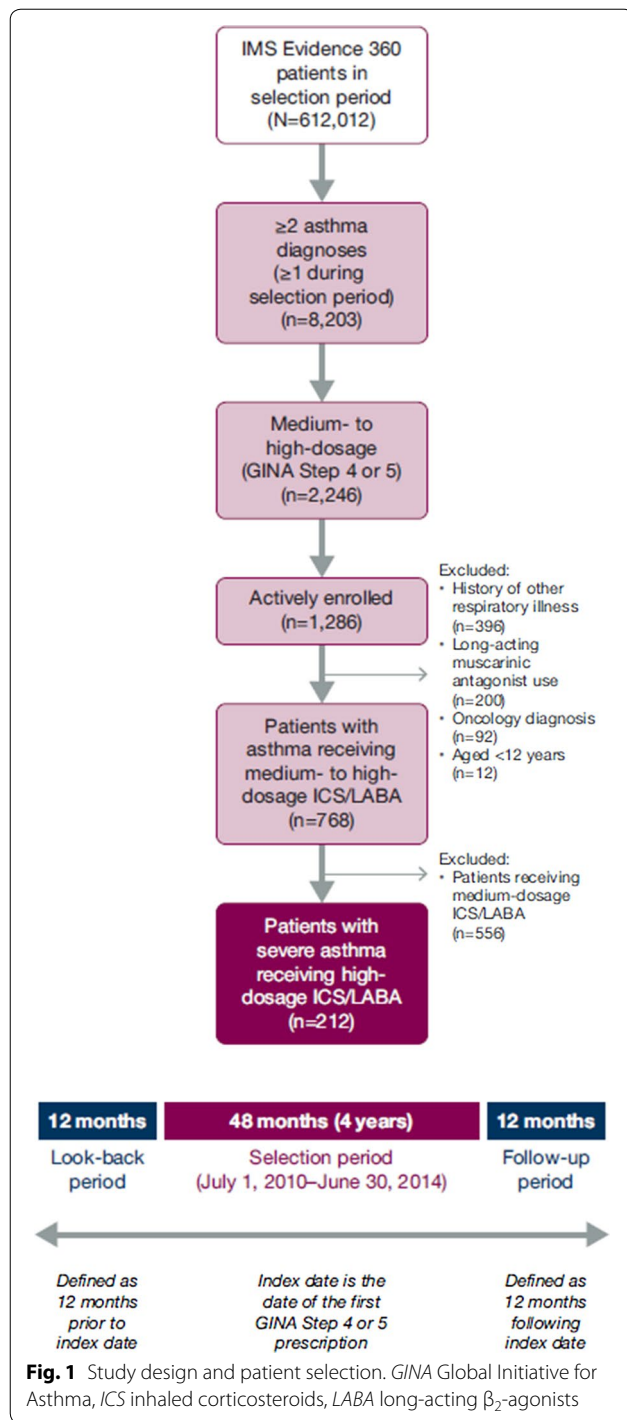 IMS Evidence 360
patients in
selection period
(N=612,012)
≥2 asthma
diagnoses
(≥1 during
selection period)
(n=8,203)
Medium- to
high-dosage
(GINA Step 4 or 5)
(n=2,246)
Actively enrolled
(n=1,286)
Excluded:
• History of other
respiratory illness
(n=396)
• Long-acting
muscarinic
antagonist use
(n=200)
• Oncology diagnosis
(n=92)
• Aged <12 years
(n=12)
Patients with
asthma receiving
medium- to high-
dosage ICS/LABA
(n=768)
Excluded:
• Patients receiving
medium-dosage
ICS/LABA
(n=556)
Patients with
severe asthma
receiving high-
dosage ICS/LABA
(n=212)
12 months
Look-back
period
48 months (4 years)
Selection period
(July 1, 2010–June 30, 2014)
12 months
Follow-up
period
Defined as
12 months
prior to
index date
Index date is the
date of the first
GINA Step 4 or 5
prescription
Defined as
12 months
following
index date
Fig. 1 Study design and patient selection. GINA Global Initiative for
Asthma, ICS inhaled corticosteroids, LABA long-acting β₂-agonists